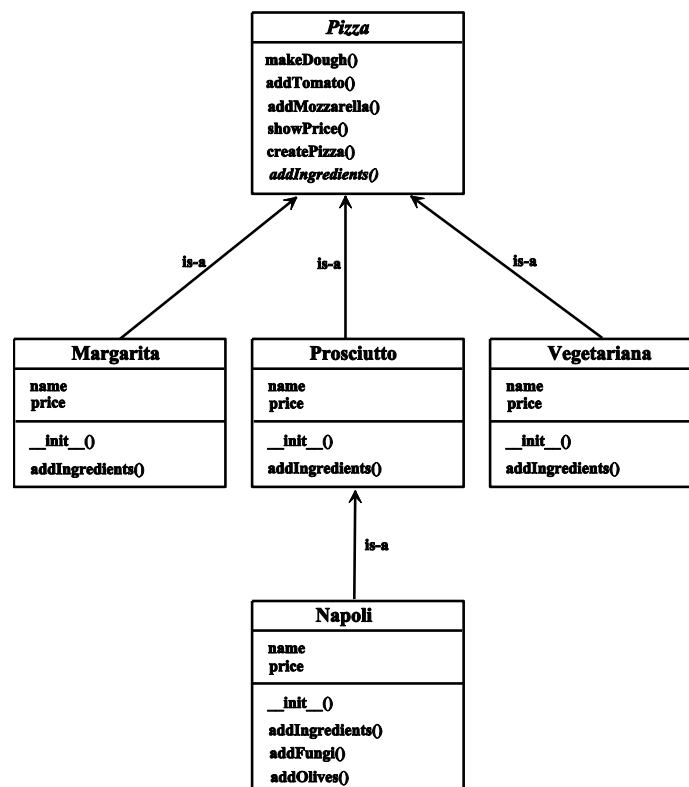 Pizza
makeDough()
addTomato()
addMozzarella()
showPrice()
createPizza()
addIngredients()
is-a
is-a
is-a
Margarita
name
price
__init__()
addIngredients()
Prosciutto
name
price
__init__()
addIngredients()
Vegetariana
name
price
__init__()
addIngredients()
is-a
Napoli
name
price
__init__()
addIngredients()
addFungi()
addOlives()